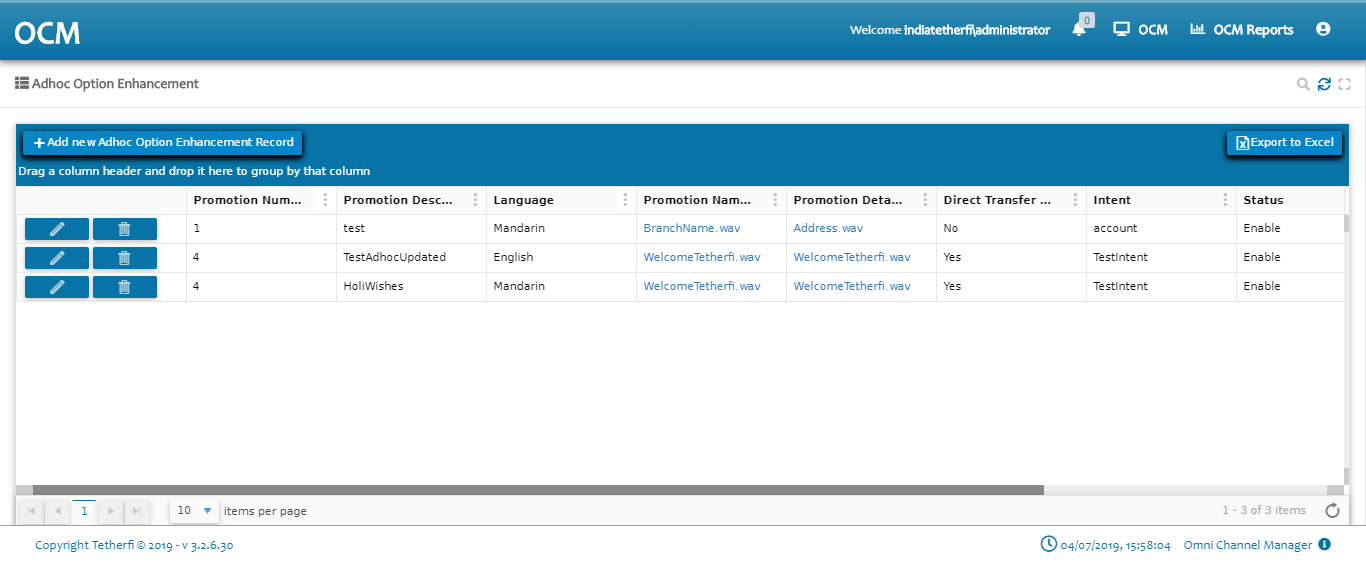 OCM
Welcome indiatetherfi\administrator
0
OCM
OCM Reports
Adhoc Option Enhancement
Add new Adhoc Option Enhancement Record
Export to Excel
Drag a column header and drop it here to group by that column
Promotion Num... Promotion Desc... Language Promotion Nam... Promotion Deta... Direct Transfer ... Intent Status
1 test Mandarin BranchName.wav Address.wav No account Enable
4 TestAdhocUpdated English WelcomeTetherfi.wav WelcomeTetherfi.wav Yes TestIntent Enable
4 HoliWishes Mandarin WelcomeTetherfi.wav WelcomeTetherfi.wav Yes TestIntent Enable
1 10 items per page 1 - 3 of 3 items
Copyright Tetherfi © 2019 - v 3.2.6.30 04/07/2019, 15:58:04 Omni Channel Manager